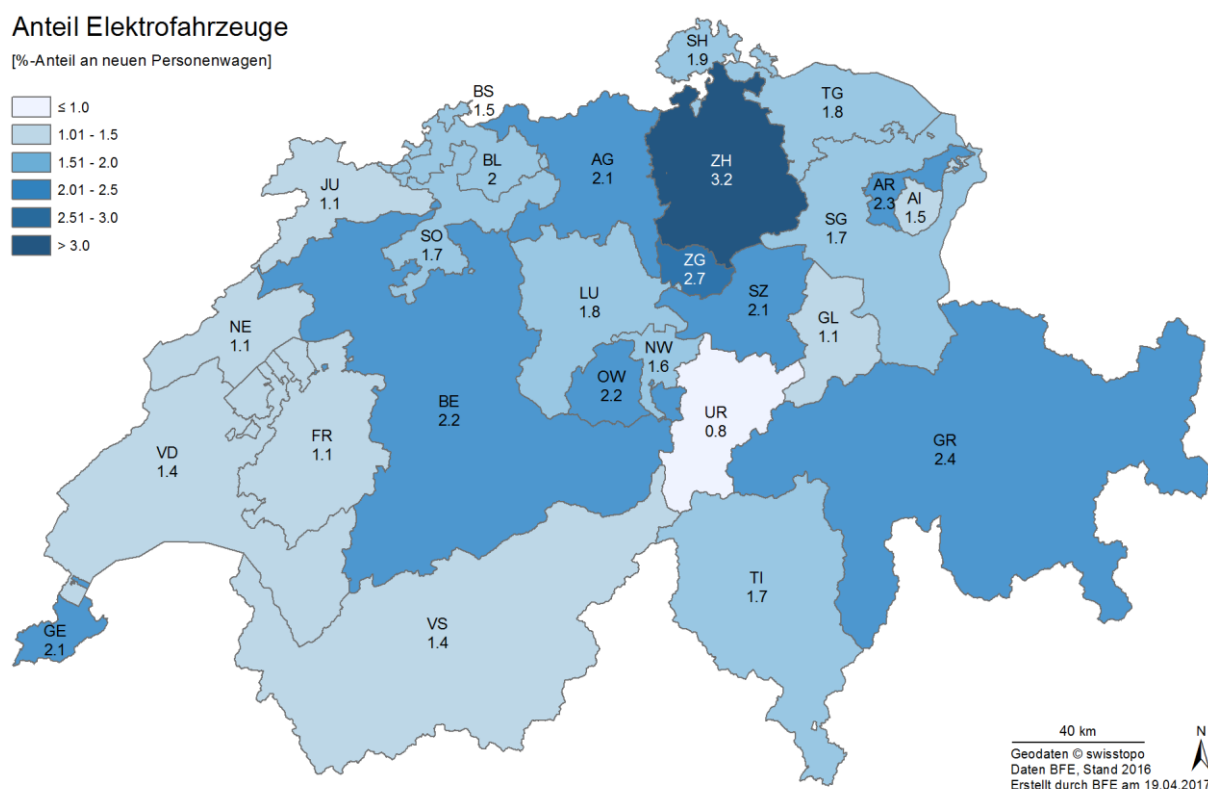 Anteil Elektrofahrzeuge
[%-Anteil an neuen Personenwagen]
≤ 1.0
1.01 - 1.5
1.51 - 2.0
2.01 - 2.5
2.51 - 3.0
> 3.0
SH
1.9
BS
1.5
TG
1.8
BL
2
AG
2.1
ZH
3.2
JU
1.1
AR
2.3
AI
1.5
SO
1.7
SG
1.7
ZG
2.7
LU
1.8
SZ
2.1
NE
1.1
GL
1.1
NW
1.6
OW
2.2
BE
2.2
UR
0.8
FR
1.1
GR
2.4
VD
1.4
TI
1.7
VS
1.4
GE
2.1
40 km
N
Geodaten © swisstopo
Daten BFE, Stand 2016
Erstellt durch BFE am 19.04.2017